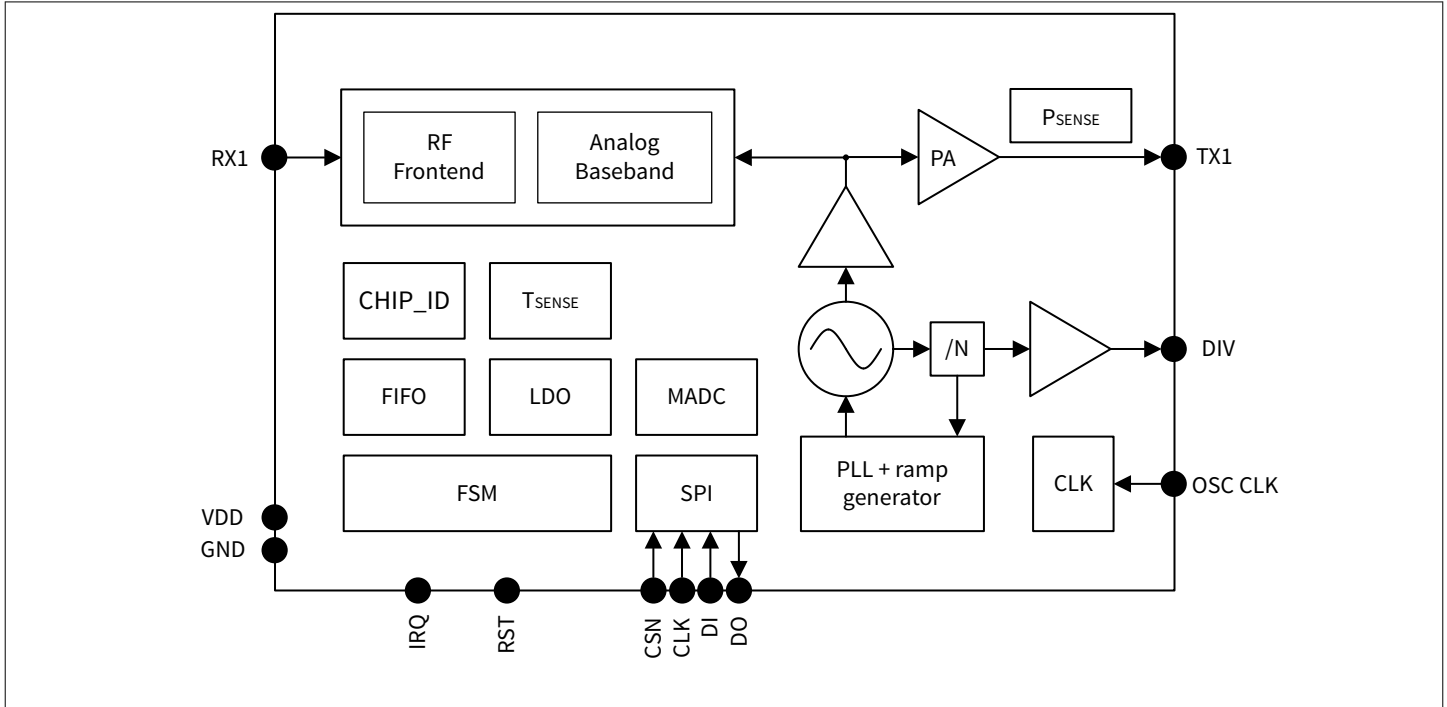 PSENSE
RX1
RF
Frontend
Analog
Baseband
PA
TX1
CHIP_ID
TSENSE
/N
DIV
FIFO
LDO
MADC
PLL + ramp
generator
CLK
OSC CLK
FSM
SPI
VDD
GND
IRQ
RST
CSN
CLK
DI
DO